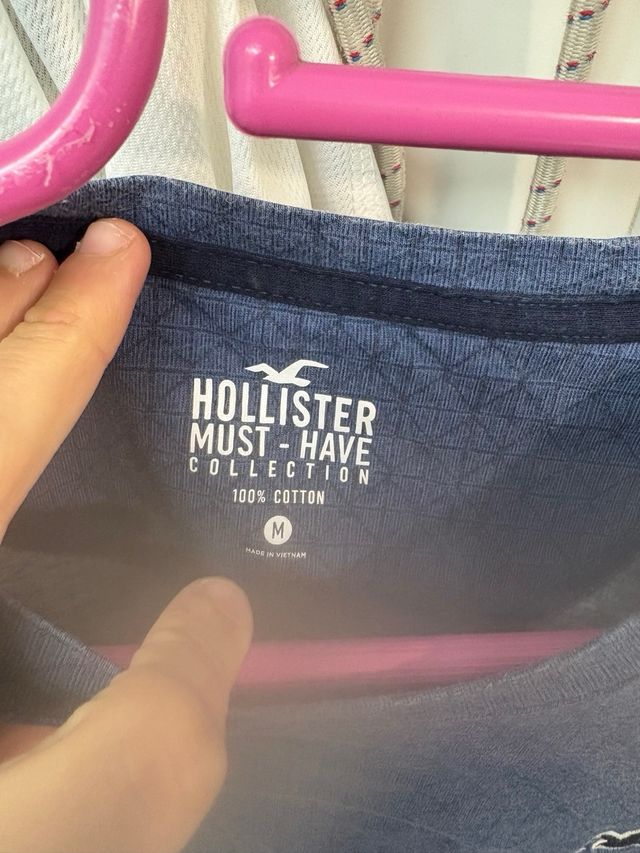 HOLLISTER
MUST - HAVE
COLLECTION
100% COTTON
M
MADE IN VIETNAM